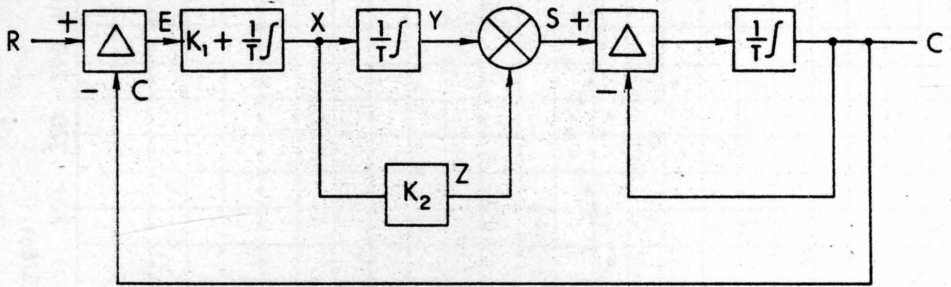 R + △ E K₁ + 1/T ∫ X 1/T ∫ Y S + △ 1/T ∫ C
− C −
K₂ Z